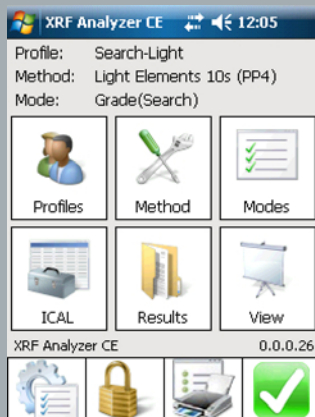 XRF Analyzer CE 12:05
Profile: Search-Light
Method: Light Elements 10s (PP4)
Mode: Grade(Search)
Profiles Method Modes
ICAL Results View
XRF Analyzer CE 0.0.0.26